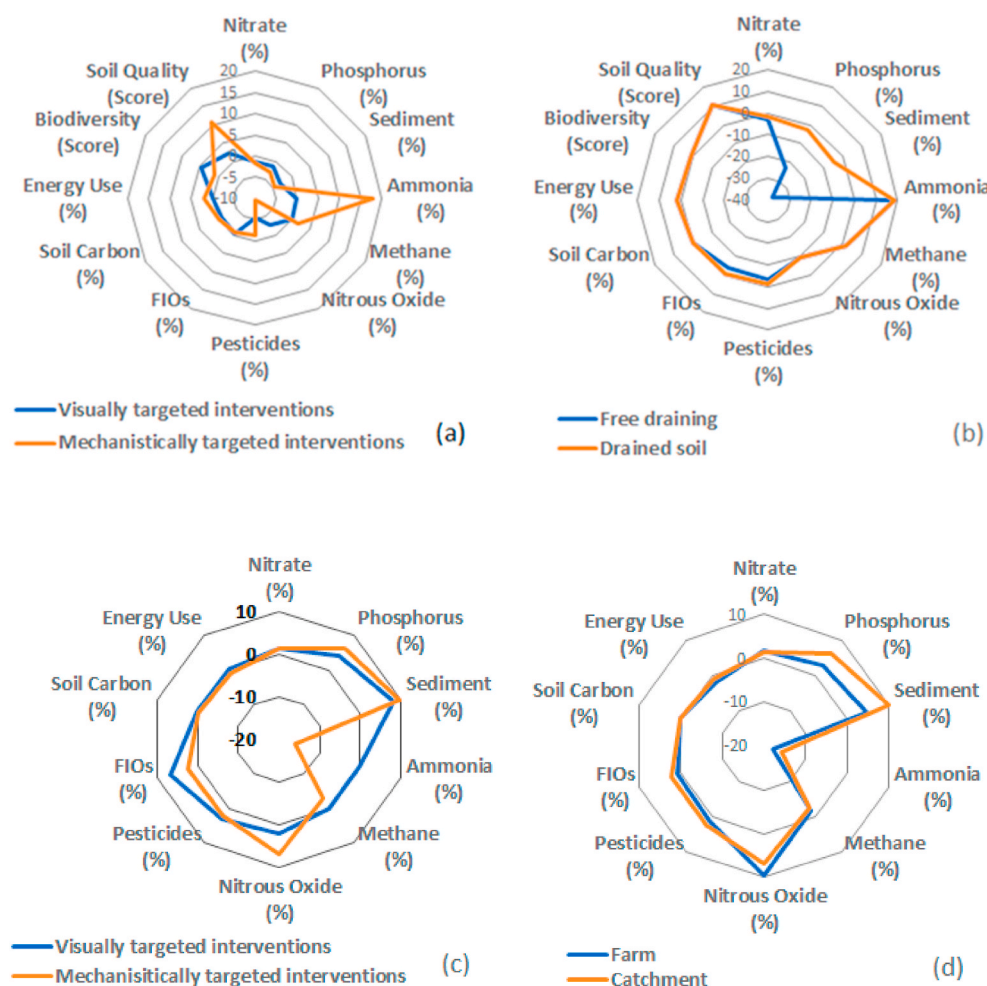 Nitrate
(%)
Phosphorus
(%)
Sediment
(%)
Ammonia
(%)
Methane
(%)
Nitrous Oxide
(%)
Pesticides
(%)
FIOs
(%)
Soil Carbon
(%)
Energy Use
(%)
Biodiversity
(Score)
Soil Quality
(Score)
20
15
10
5
0
-5
-10
Visually targeted interventions
Mechanistically targeted interventions
(a)
Nitrate
(%)
Phosphorus
(%)
Sediment
(%)
Ammonia
(%)
Methane
(%)
Nitrous Oxide
(%)
Pesticides
(%)
FIOs
(%)
Soil Carbon
(%)
Energy Use
(%)
Biodiversity
(Score)
Soil Quality
(Score)
20
10
0
-10
-20
-30
-40
Free draining
Drained soil
(b)
Nitrate
(%)
Phosphorus
(%)
Sediment
(%)
Ammonia
(%)
Methane
(%)
Nitrous Oxide
(%)
Pesticides
(%)
FIOs
(%)
Soil Carbon
(%)
Energy Use
(%)
10
0
-10
-20
Visually targeted interventions
Mechanisitically targeted interventions
(c)
Nitrate
(%)
Phosphorus
(%)
Sediment
(%)
Ammonia
(%)
Methane
(%)
Nitrous Oxide
(%)
Pesticides
(%)
FIOs
(%)
Soil Carbon
(%)
Energy Use
(%)
10
0
-10
-20
Farm
Catchment
(d)